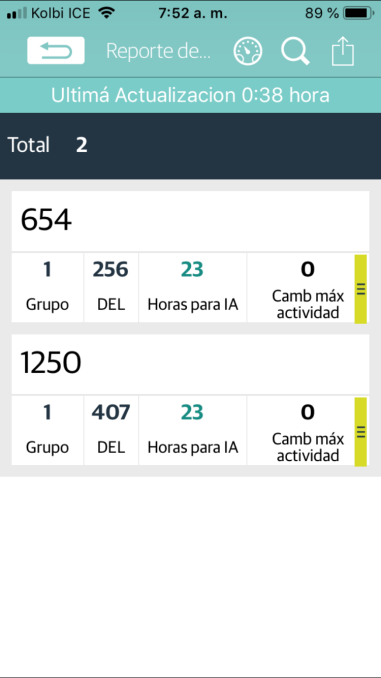 Kolbi ICE 7:52 a. m. 89 %
Reporte de...
Ultimá Actualizacion 0:38 hora
Total 2
654
1 256 23 0
Grupo DEL Horas para IA Camb máx
actividad
1250
1 407 23 0
Grupo DEL Horas para IA Camb máx
actividad